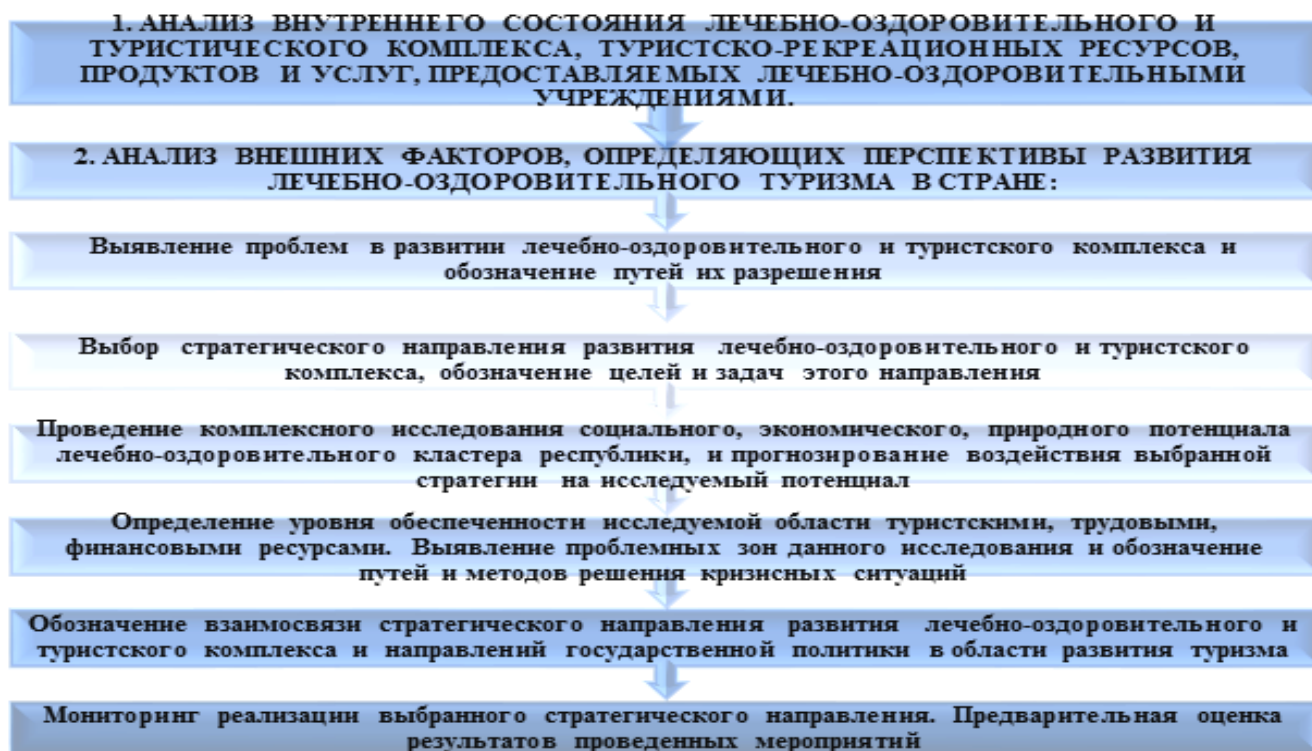 1. АНАЛИЗ ВНУТРЕННЕГО СОСТОЯНИЯ ЛЕЧЕБНО-ОЗДОРОВИТЕЛЬНОГО И
ТУРИСТИЧЕСКОГО КОМПЛЕКСА, ТУРИСТСКО-РЕКРЕАЦИОННЫХ РЕСУРСОВ,
ПРОДУКТОВ И УСЛУГ, ПРЕДОСТАВЛЯЕМЫХ ЛЕЧЕБНО-ОЗДОРОВИТЕЛЬНЫМИ
УЧРЕЖДЕНИЯМИ.
2. АНАЛИЗ ВНЕШНИХ ФАКТОРОВ, ОПРЕДЕЛЯЮЩИХ ПЕРСПЕКТИВЫ РАЗВИТИЯ
ЛЕЧЕБНО-ОЗДОРОВИТЕЛЬНОГО ТУРИЗМА В СТРАНЕ:
Выявление проблем в развитии лечебно-оздоровительного и туристского комплекса и
обозначение путей их разрешения
Выбор стратегического направления развития лечебно-оздоровительного и туристского
комплекса, обозначение целей и задач этого направления
Проведение комплексного исследования социального, экономического, природного потенциала
лечебно-оздоровительного кластера республики, и прогнозирование воздействия выбранной
стратегии на исследуемый потенциал
Определение уровня обеспеченности исследуемой области туристскими, трудовыми,
финансовыми ресурсами. Выявление проблемных зон данного исследования и обозначение
путей и методов решения кризисных ситуаций
Обозначение взаимосвязи стратегического направления развития лечебно-оздоровительного и
туристского комплекса и направлений государственной политики в области развития туризма
Мониторинг реализации выбранного стратегического направления. Предварительная оценка
результатов проведенных мероприятий